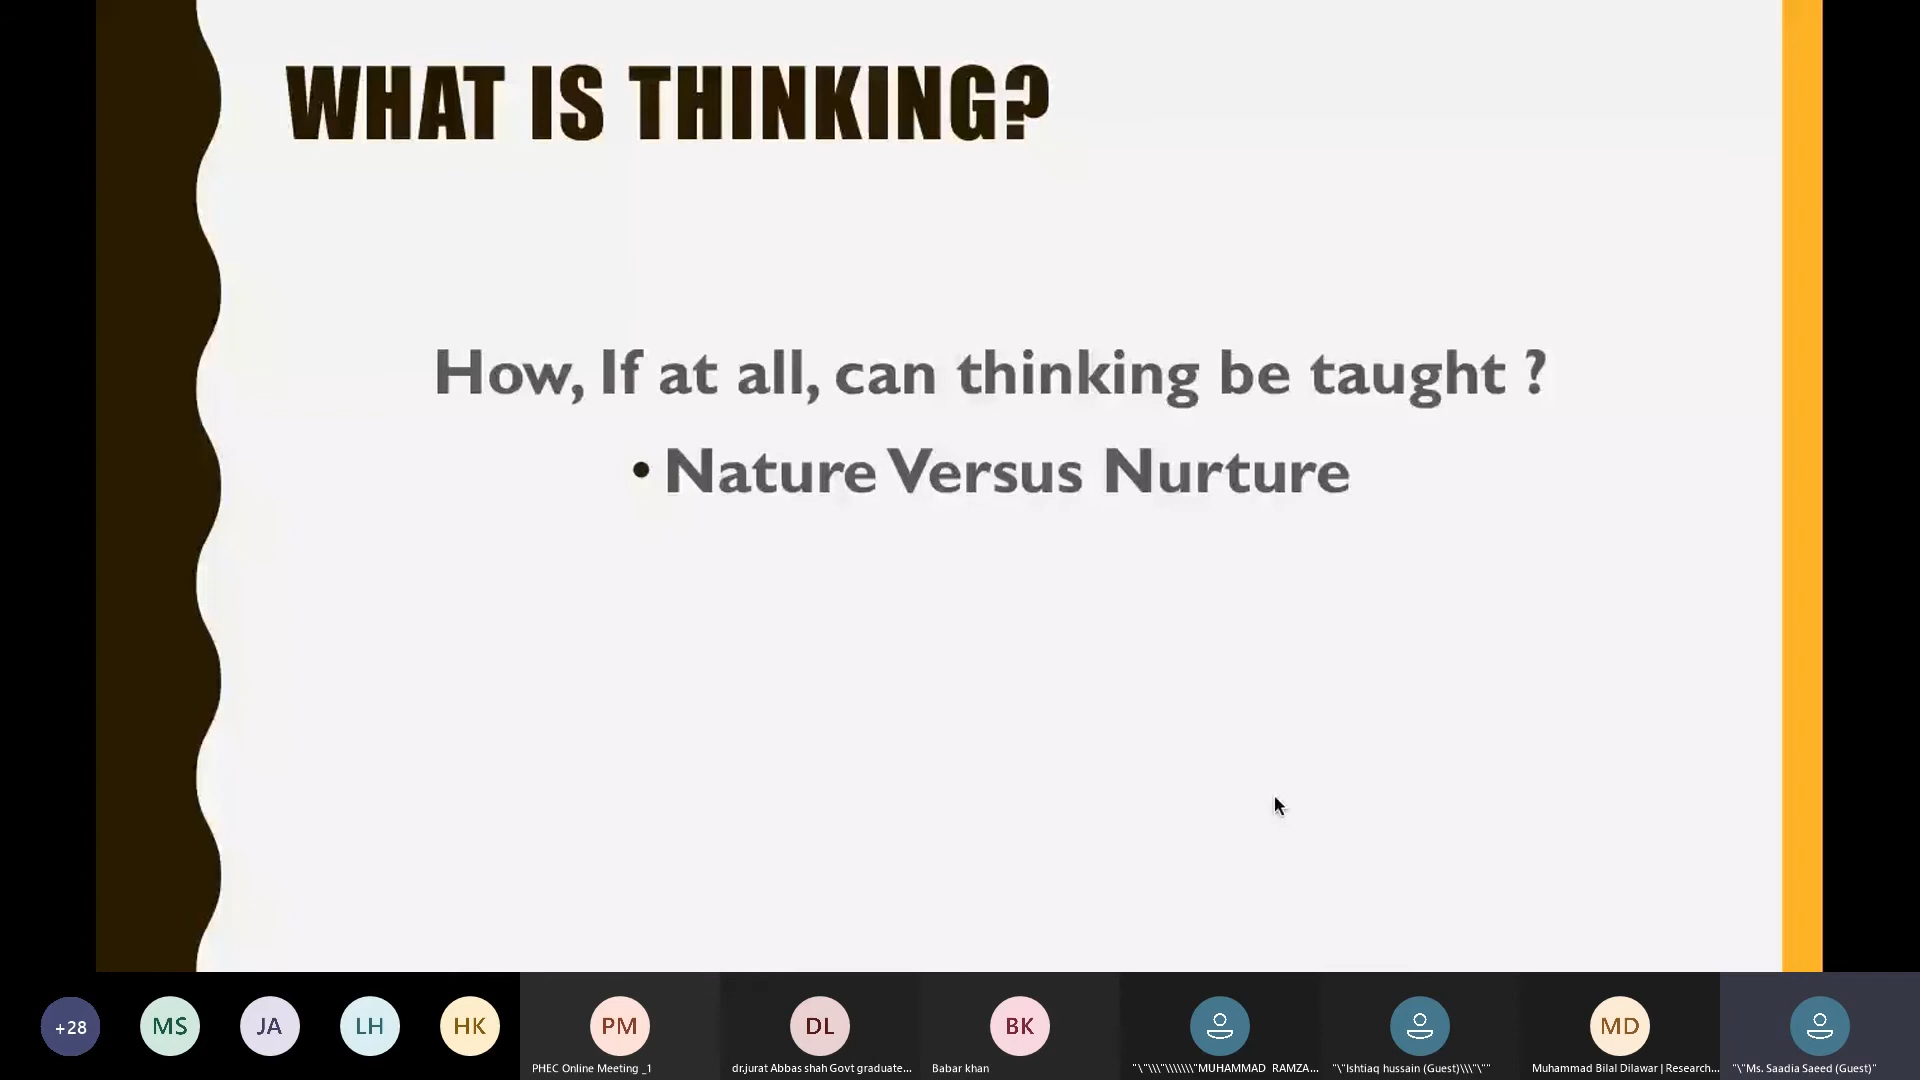 WHAT IS THINKING?
How, If at all, can thinking be taught ?
• Nature Versus Nurture
+28
MS
JA
LH
HK
PM
DL
BK
MD
PHEC Online Meeting _1
dr.jurat Abbas shah Govt graduate...
Babar khan
"\"\\\"\\\\\\\"MUHAMMAD RAMZA...
"\"Ishtiaq hussain (Guest)\\\"\""
Muhammad Bilal Dilawar | Research...
"\"Ms. Saadia Saeed (Guest)"